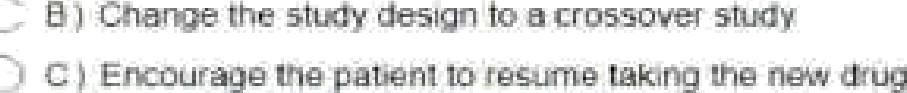 B) Change the study design to a crossover study
C) Encourage the patient to resume taking the new drug